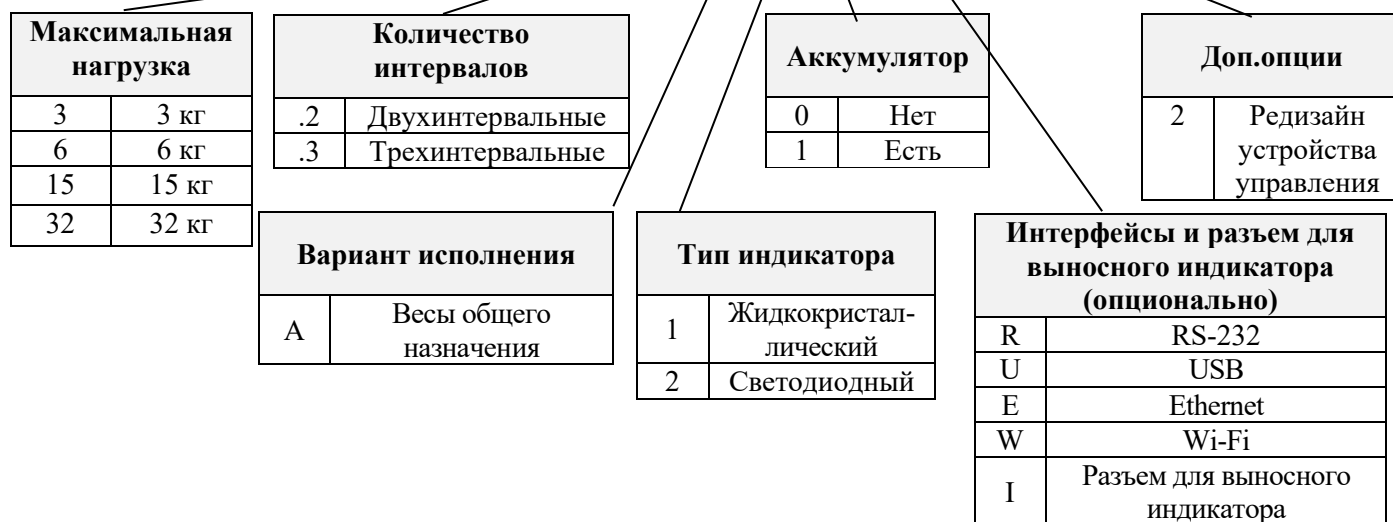 Максимальная
нагрузка
3 3 кг
6 6 кг
15 15 кг
32 32 кг
Количество
интервалов
.2 Двухинтервальные
.3 Трехинтервальные
Аккумулятор
0 Нет
1 Есть
Доп.опции
2 Редизайн
устройства
управления
Вариант исполнения
А Весы общего
назначения
Тип индикатора
1 Жидкокристал-
лический
2 Светодиодный
Интерфейсы и разъем для
выносного индикатора
(опционально)
R RS-232
U USB
E Ethernet
W Wi-Fi
I Разъем для выносного
индикатора